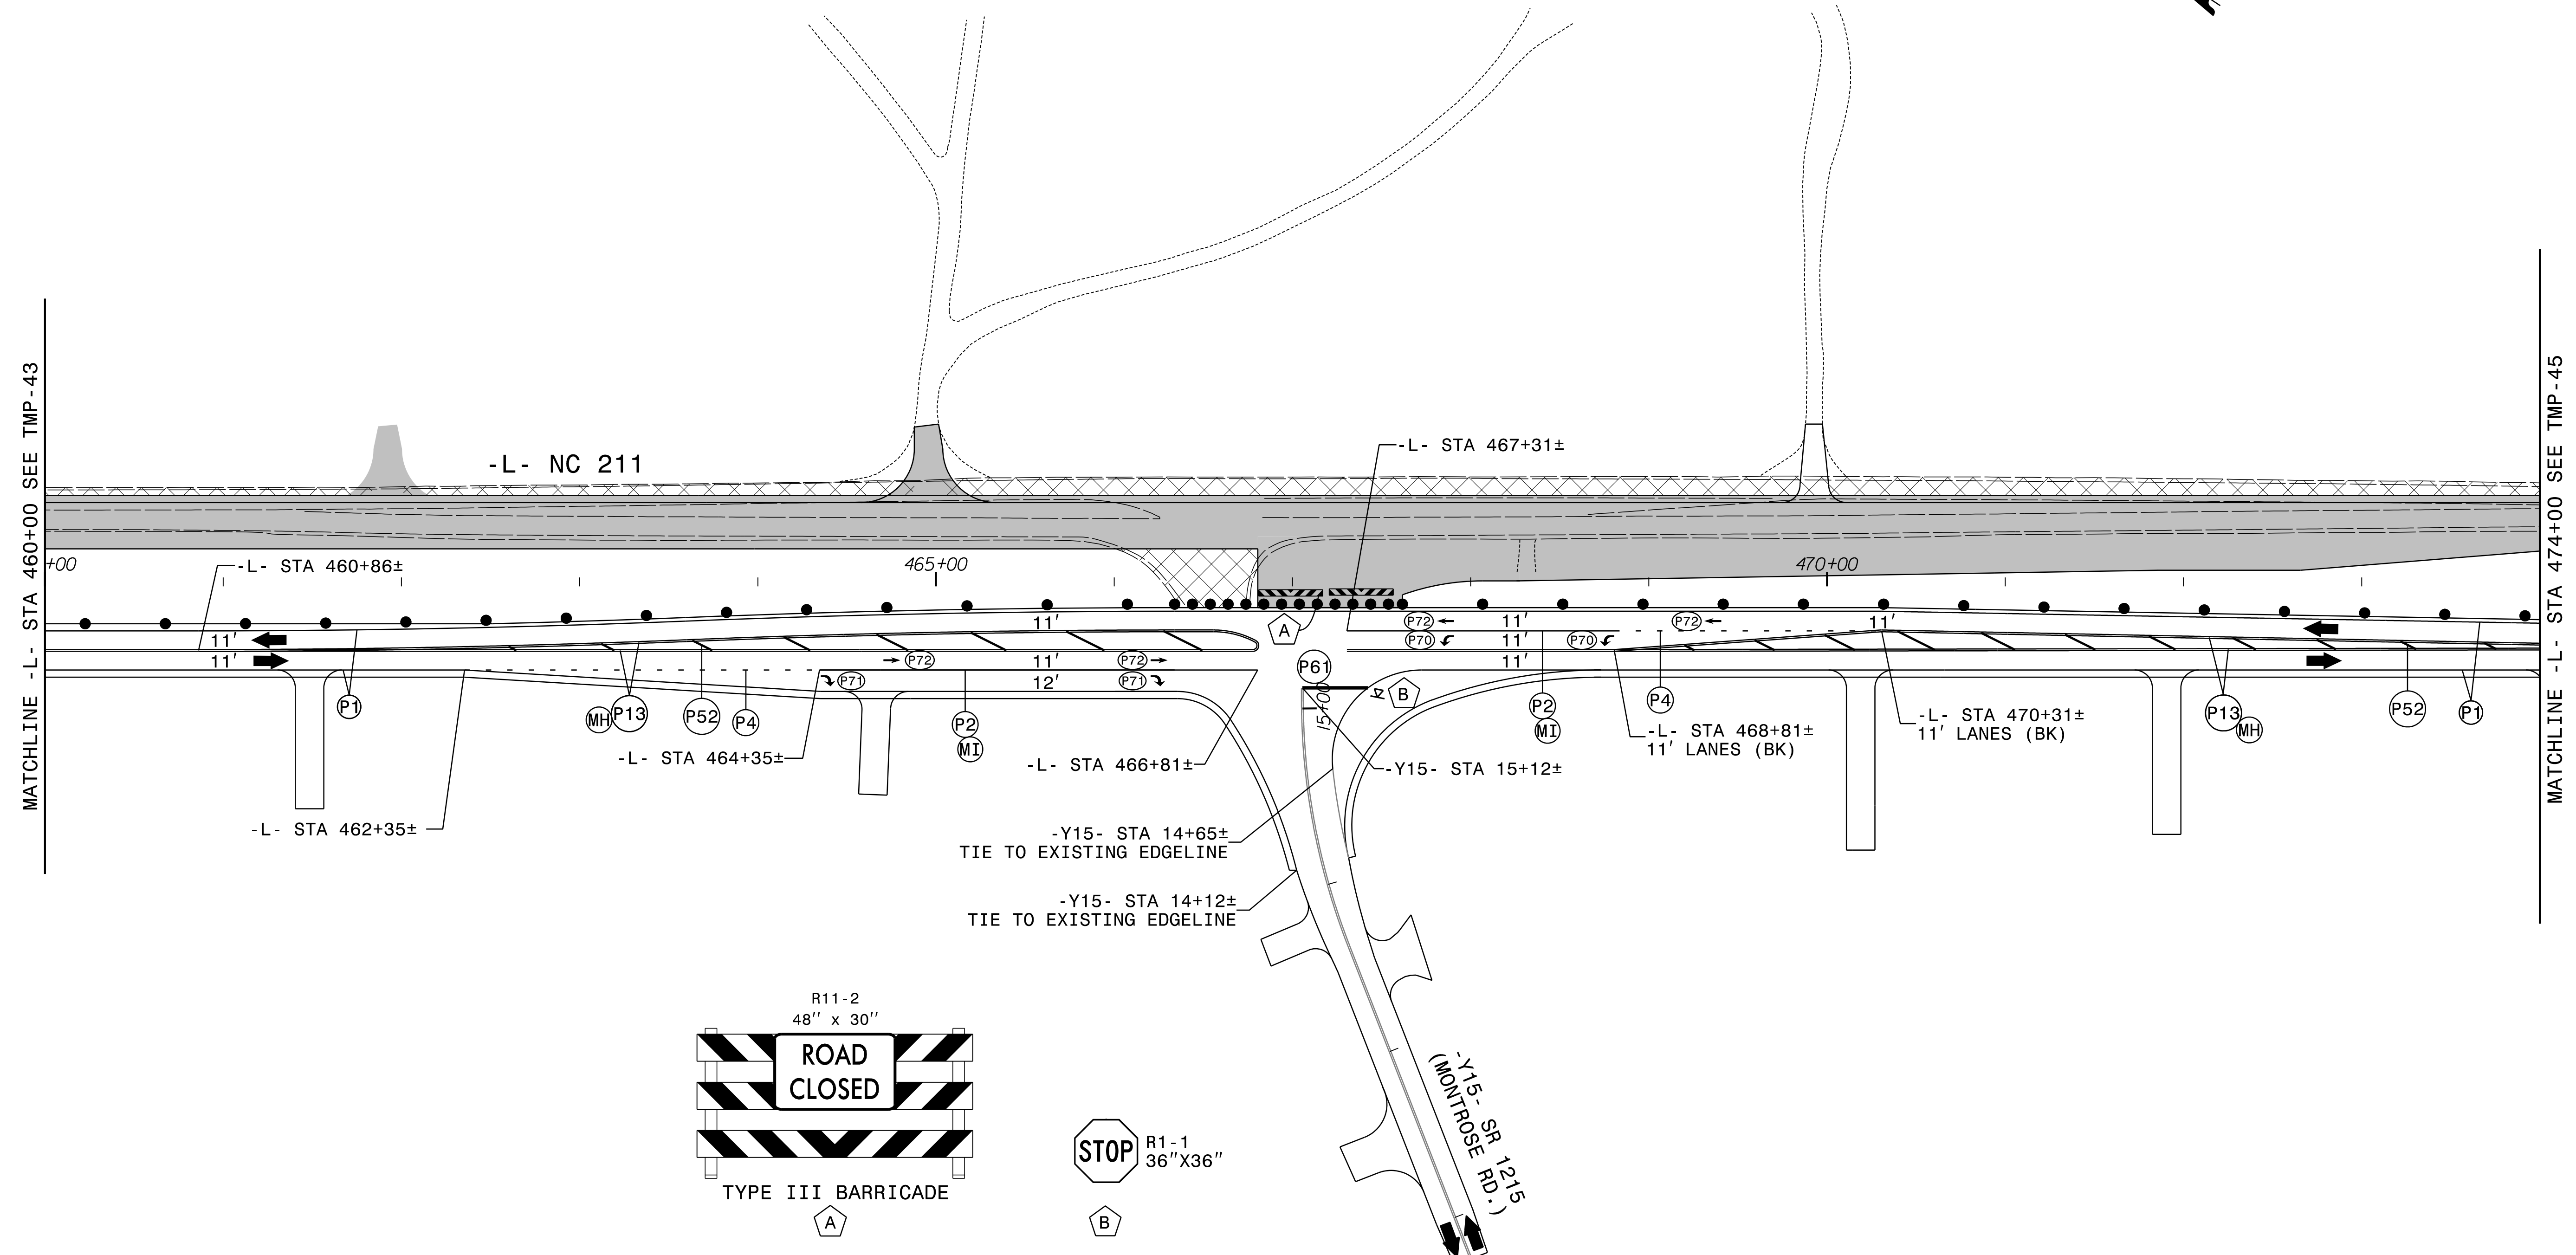 MATCHLINE -L- STA 460+00 SEE TMP-43
MATCHLINE -L- STA 474+00 SEE TMP-45
-L- NC 211
-L- STA 467+31±
+00
-L- STA 460+86±
465+00
470+00
11'
11'
11'
11'
12'
11'
11'
11'
11'
P72
P72
P71
P71
P72
P70
P70
P72
A
P61
B
15+00
P1
MH
P13
P52
P4
P2
MI
P2
MI
P4
P13
MH
P52
P1
-L- STA 464+35±
-L- STA 466+81±
-L- STA 462+35±
-Y15- STA 15+12±
-L- STA 468+81±
11' LANES (BK)
-L- STA 470+31±
11' LANES (BK)
-Y15- STA 14+65±
TIE TO EXISTING EDGELINE
-Y15- STA 14+12±
TIE TO EXISTING EDGELINE
-Y15- SR 1215
(MONTROSE RD.)
R11-2
48'' x 30''
ROAD
CLOSED
TYPE III BARRICADE
A
STOP
R1-1
36"X36"
B